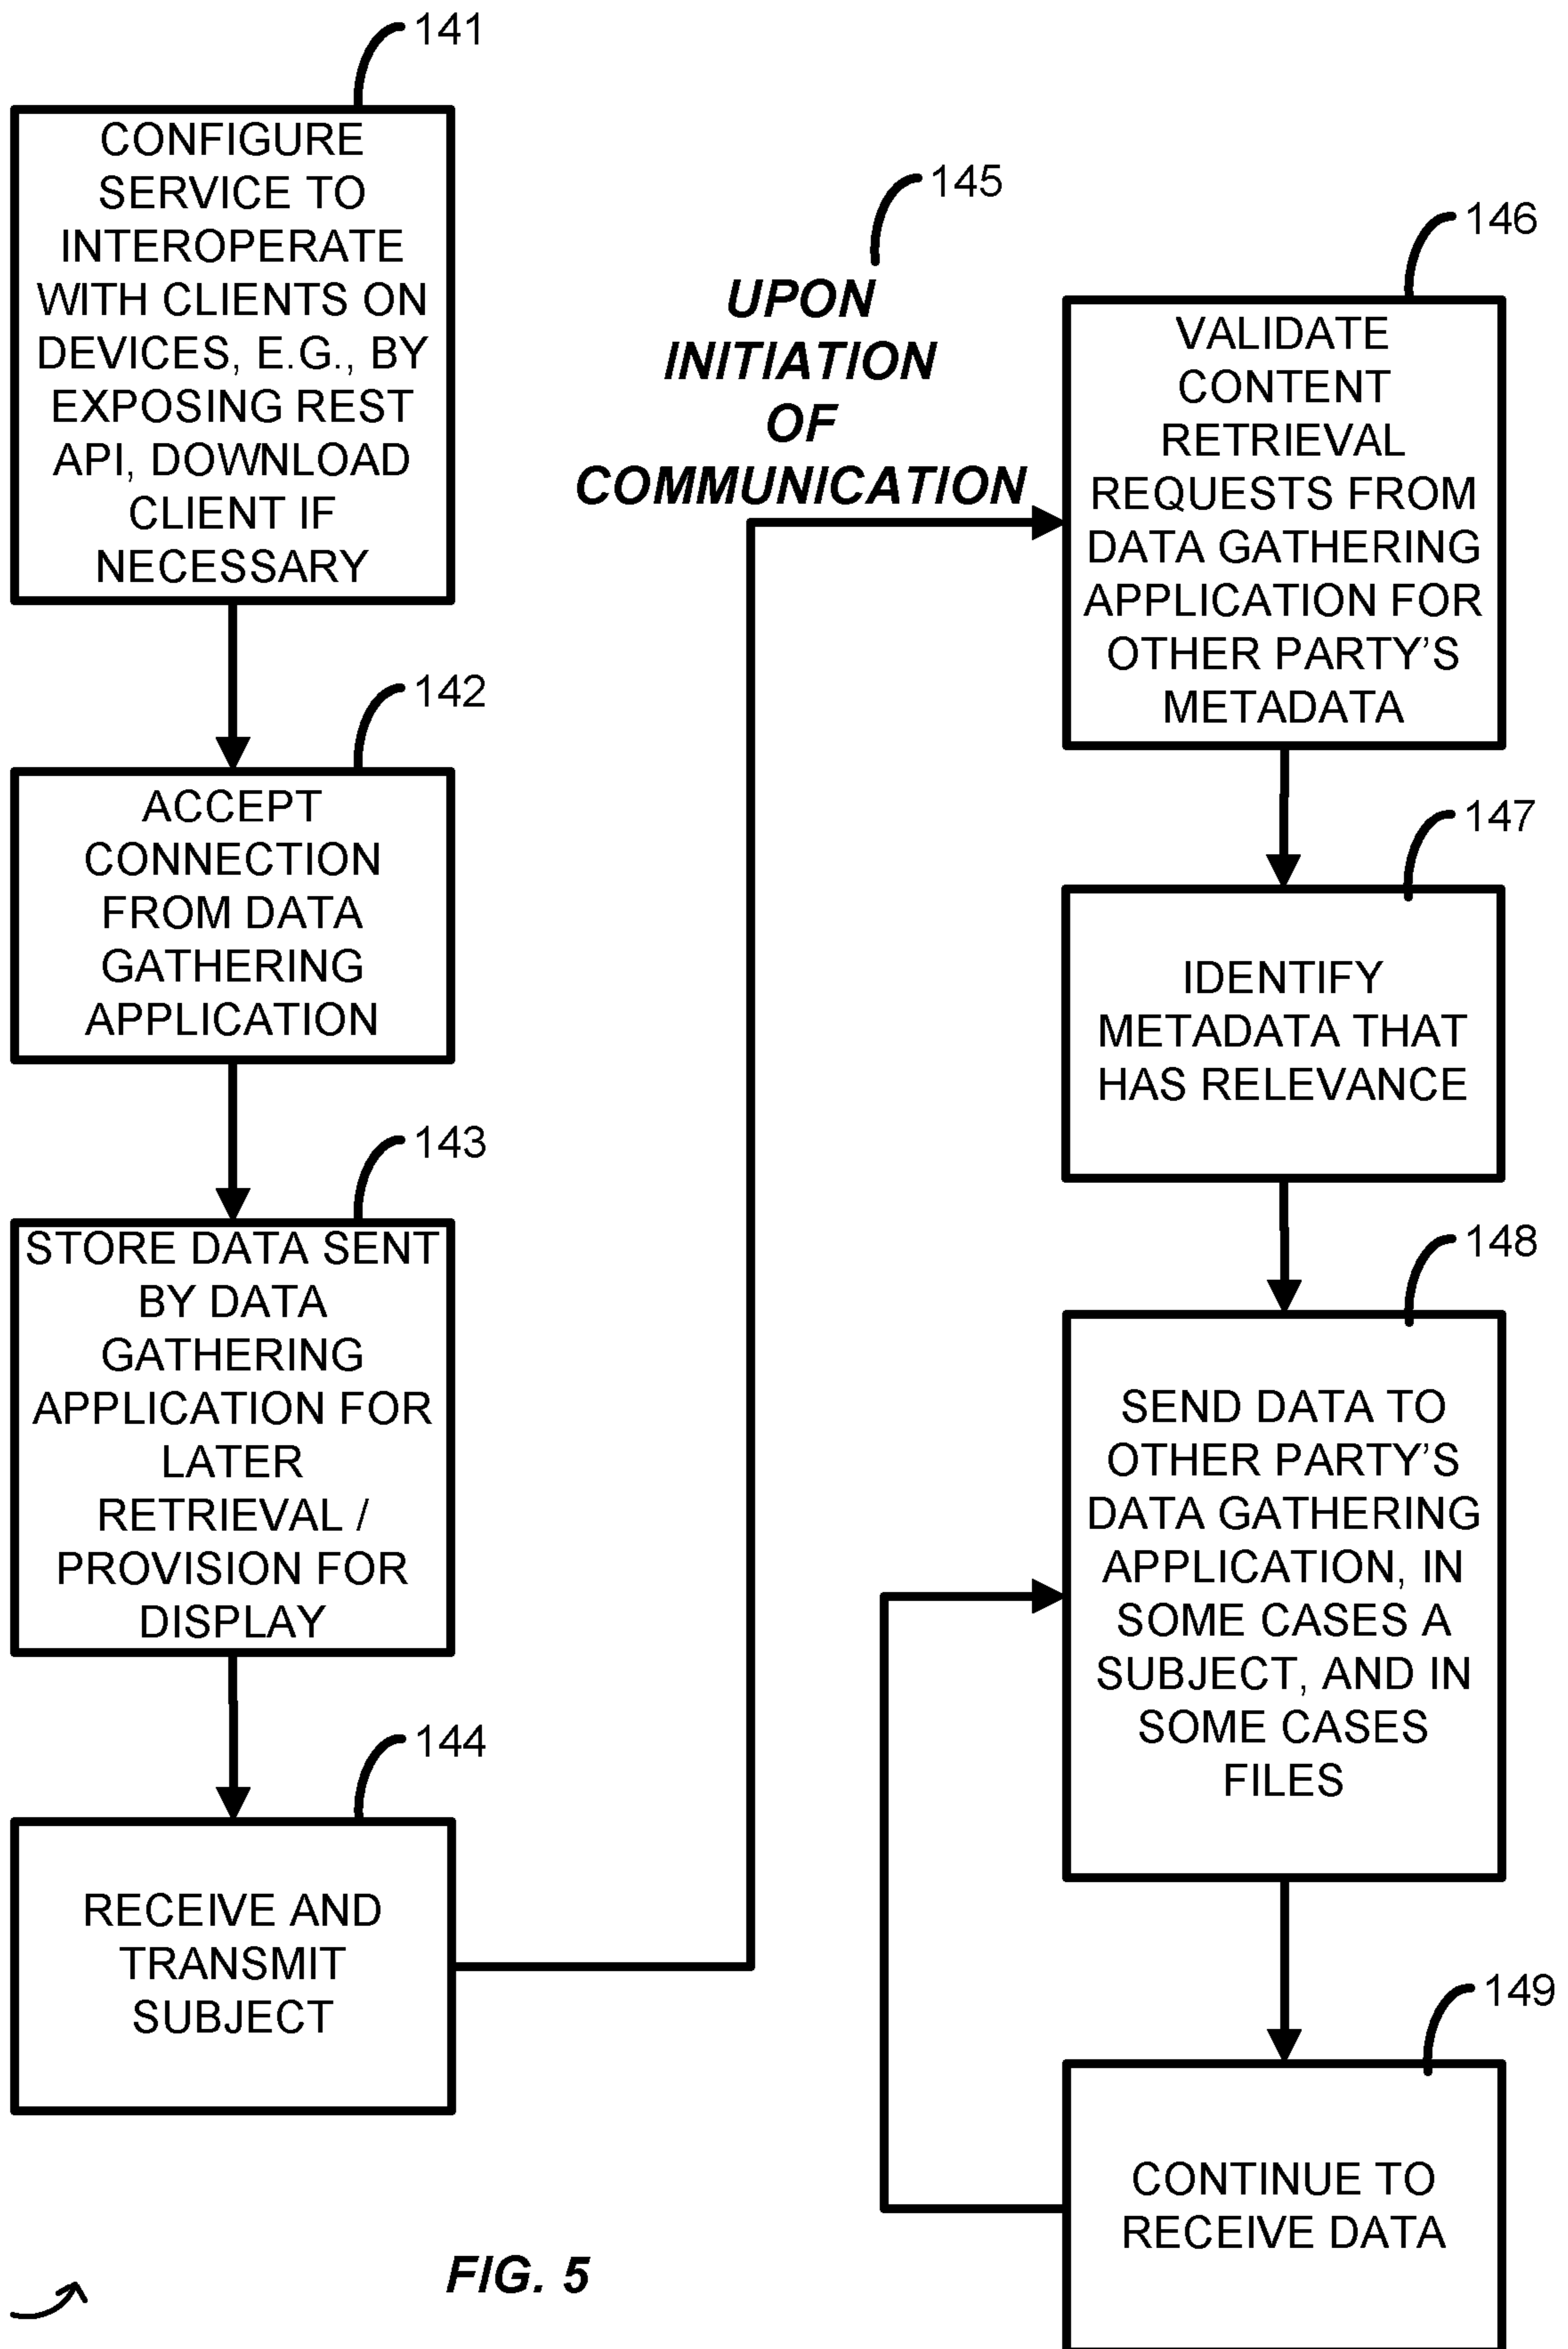 141
CONFIGURE
SERVICE TO
INTEROPERATE
WITH CLIENTS ON
DEVICES, E.G., BY
EXPOSING REST
API, DOWNLOAD
CLIENT IF
NECESSARY
142
ACCEPT
CONNECTION
FROM DATA
GATHERING
APPLICATION
143
STORE DATA SENT
BY DATA
GATHERING
APPLICATION FOR
LATER
RETRIEVAL /
PROVISION FOR
DISPLAY
144
RECEIVE AND
TRANSMIT
SUBJECT
145
UPON
INITIATION
OF
COMMUNICATION
146
VALIDATE
CONTENT
RETRIEVAL
REQUESTS FROM
DATA GATHERING
APPLICATION FOR
OTHER PARTY’S
METADATA
147
IDENTIFY
METADATA THAT
HAS RELEVANCE
148
SEND DATA TO
OTHER PARTY’S
DATA GATHERING
APPLICATION, IN
SOME CASES A
SUBJECT, AND IN
SOME CASES
FILES
149
CONTINUE TO
RECEIVE DATA
FIG. 5